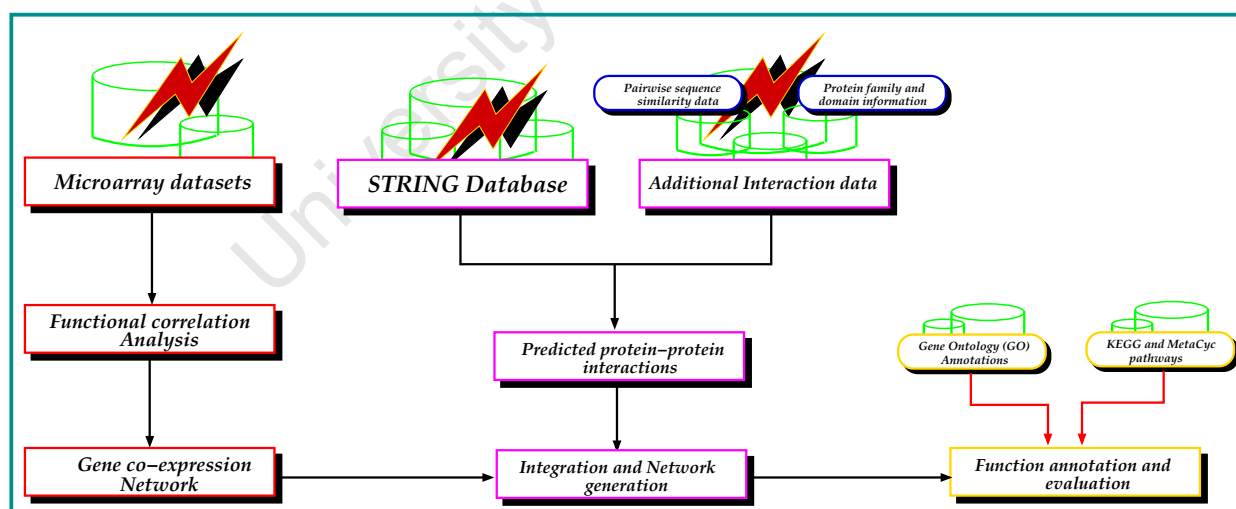 University
Pairwise sequence
similarity data
Protein family and
domain information
Microarray datasets
STRING Database
Additional Interaction data
Functional correlation
Analysis
Predicted protein–protein
interactions
Gene Ontology (GO)
Annotations
KEGG and MetaCyc
pathways
Gene co–expression
Network
Integration and Network
generation
Function annotation and
evaluation